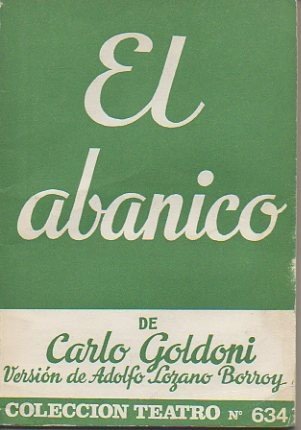 El
abanico
DE
Carlo Goldoni
Versión de Adolfo Lozano Borroy
COLECCION TEATRO Nº 634